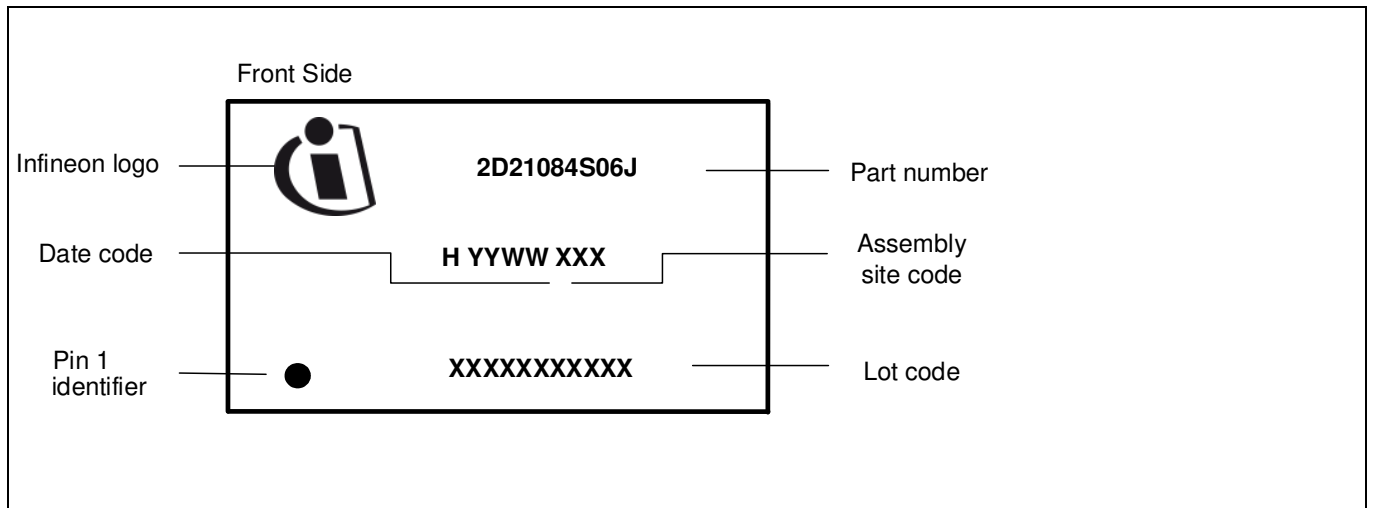 Front Side
Infineon logo
2D21084S06J
Part number
Date code
H YYWW XXX
Assembly
site code
Pin 1
identifier
XXXXXXXXXXX
Lot code